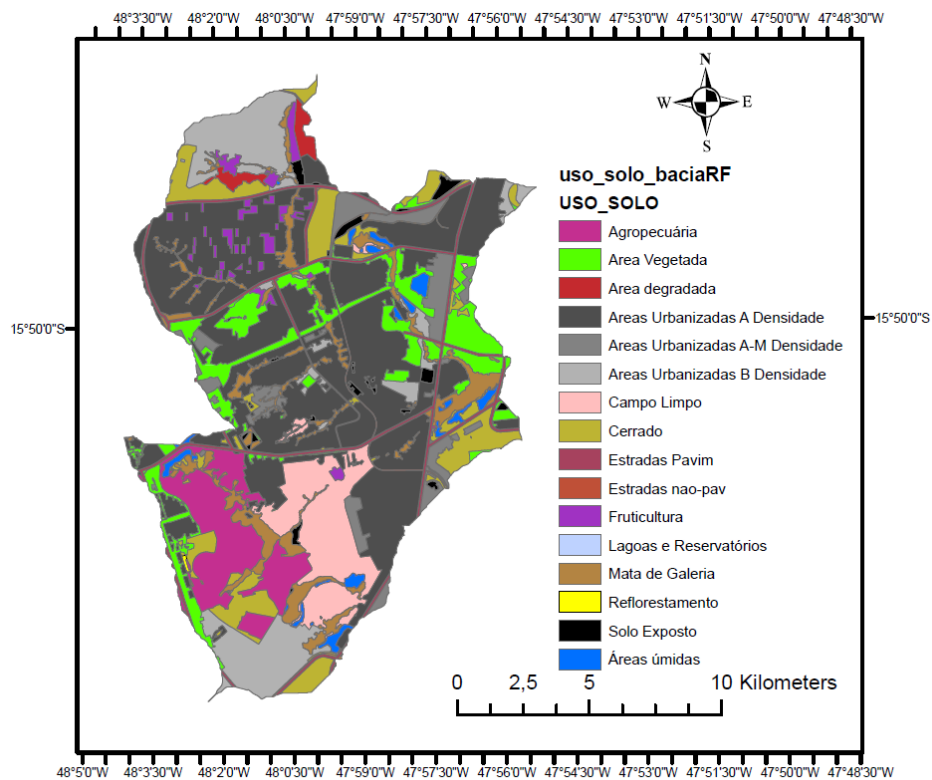 48°3'30"W 48°2'0"W 48°0'30"W 47°59'0"W 47°57'30"W 47°56'0"W 47°54'30"W 47°53'0"W 47°51'30"W 47°50'0"W 47°48'30"W
N
W E
S
uso_solo_baciaRF
USO_SOLO
Agropecuária
Area Vegetada
Area degradada
15°50'0"S Areas Urbanizadas A Densidade 15°50'0"S
Areas Urbanizadas A-M Densidade
Areas Urbanizadas B Densidade
Campo Limpo
Cerrado
Estradas Pavim
Estradas nao-pav
Fruticultura
Lagoas e Reservatórios
Mata de Galeria
Reflorestamento
Solo Exposto
Áreas úmidas
0 2,5 5 10 Kilometers
48°5'0"W 48°3'30"W 48°2'0"W 48°0'30"W 47°59'0"W 47°57'30"W 47°56'0"W 47°54'30"W 47°53'0"W 47°51'30"W 47°50'0"W 47°48'30"W